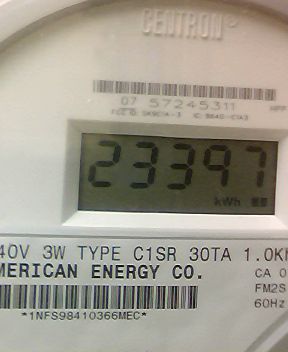 CENTRON
07 57245311
23397
kWh
40V 3W TYPE C1SR 30TA 1.0K
MERICAN ENERGY CO.
CA 0
FM2S
60Hz
*1NFS98410366MEC*